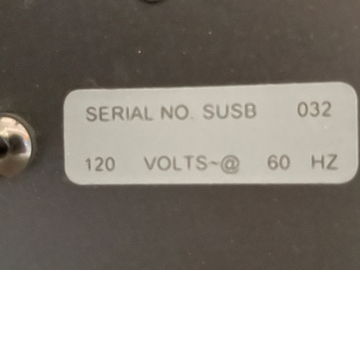 SERIAL NO. SUSB 032
120 VOLTS~@ 60 HZ